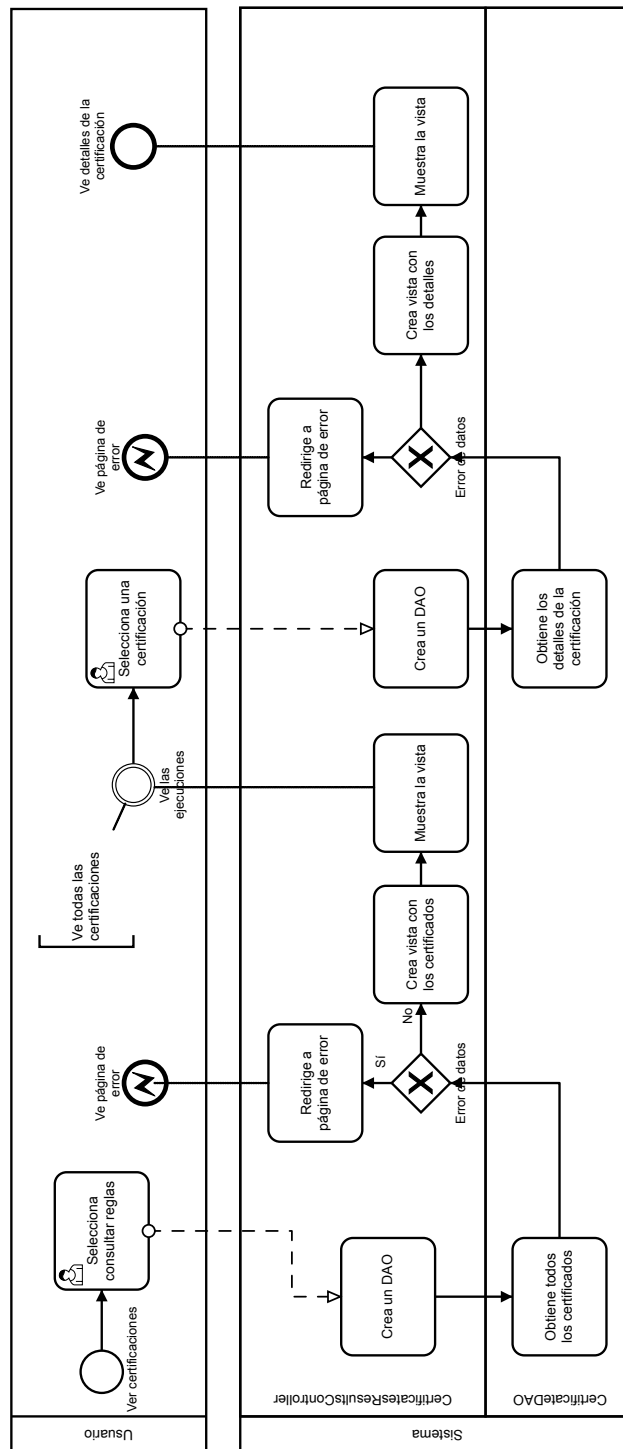 Usuario
Ver certificaciones
Selecciona
consultar reglas
Ve página de
error
Ve todas las
certificaciones
Ve las
ejecuciones
Selecciona una
certificación
Ve página de
error
Ve detalles de la
certificación
Sistema
CertificatesResultsController
Crea un DAO
Redirige a
página de error
Sí
No
Error de datos
Crea vista con
los certificados
Muestra la vista
Crea un DAO
Redirige a
página de error
Error de datos
Crea vista con
los detalles
Muestra la vista
CertificateDAO
Obtiene todos
los certificados
Obtiene los
detalles de la
certificación